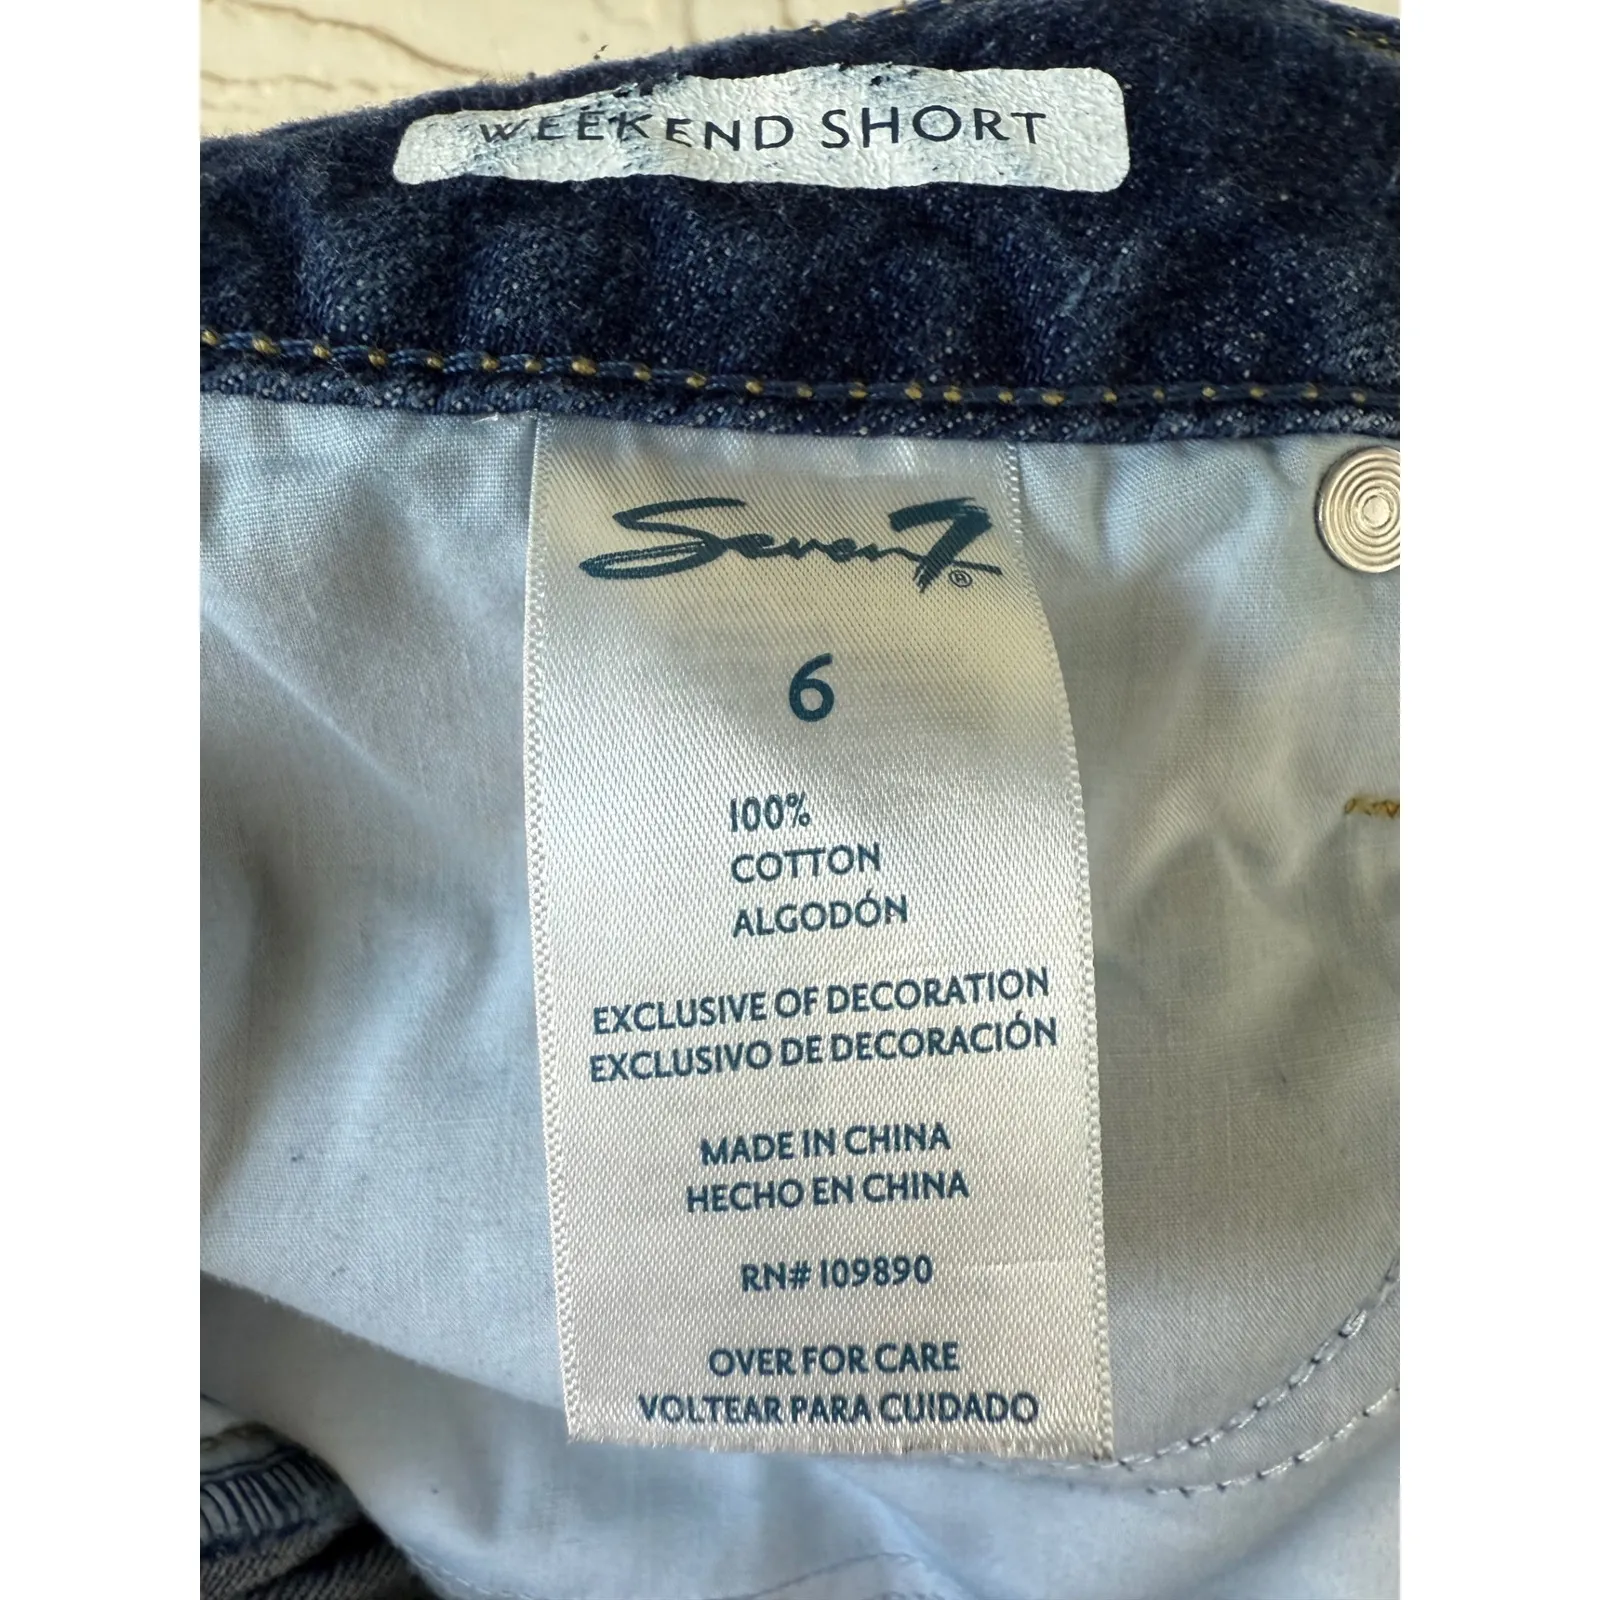 WEEKEND SHORT
Seven7®
6
100%
COTTON
ALGODÓN
EXCLUSIVE OF DECORATION
EXCLUSIVO DE DECORACIÓN
MADE IN CHINA
HECHO EN CHINA
RN# 109890
OVER FOR CARE
VOLTEAR PARA CUIDADO